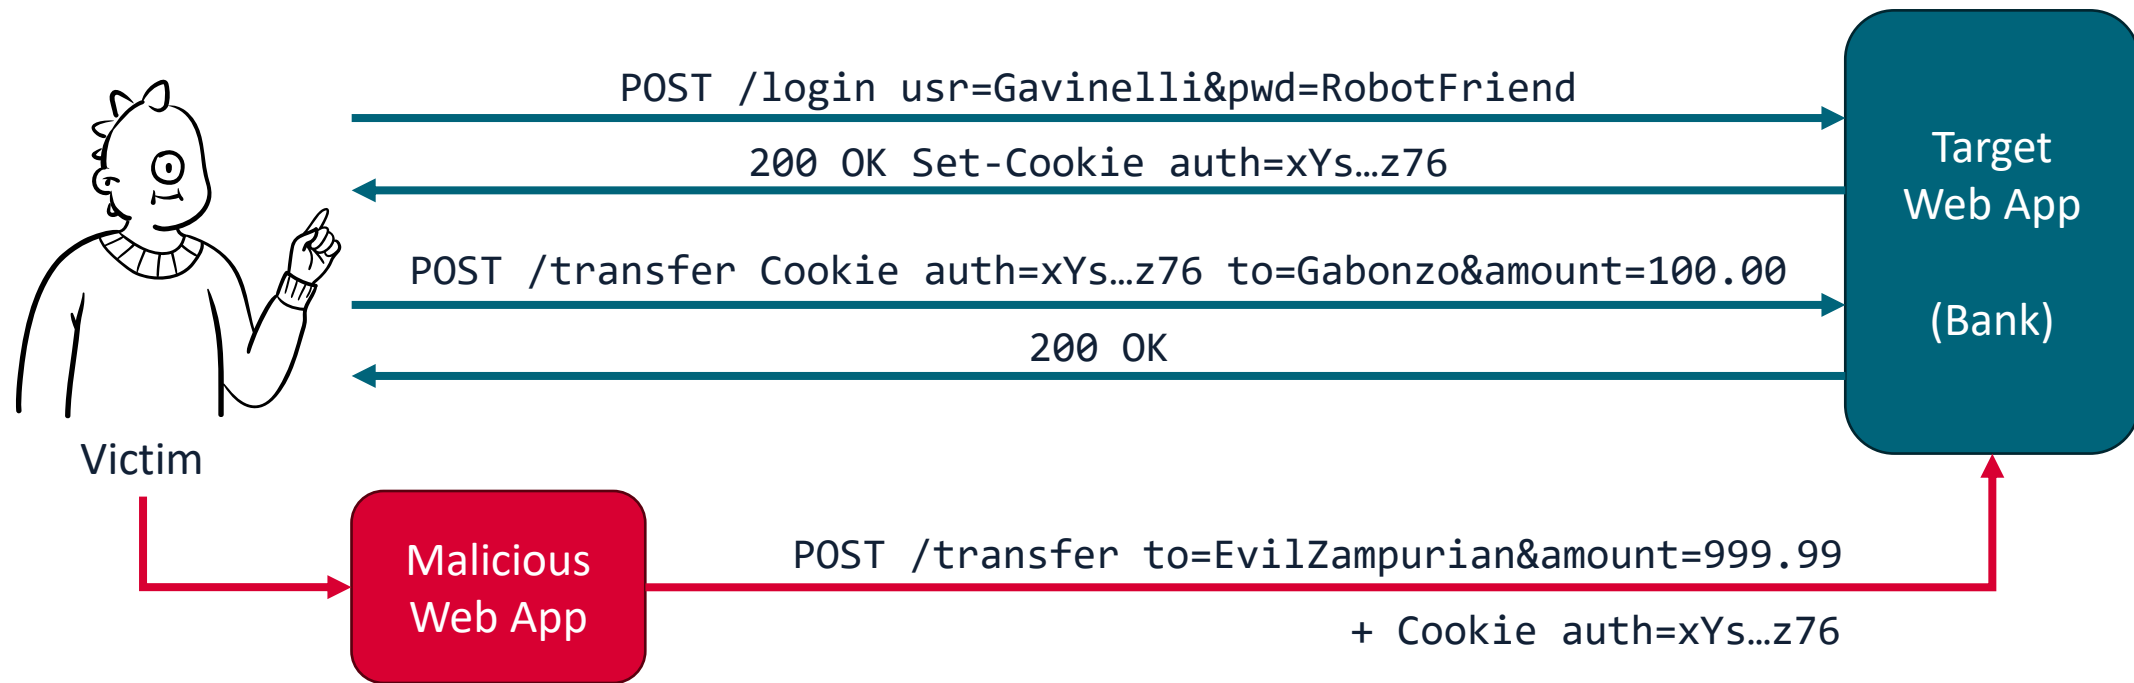 POST /login usr=Gavinelli&pwd=RobotFriend
200 OK Set-Cookie auth=xYs…z76
POST /transfer Cookie auth=xYs…z76 to=Gabonzo&amount=100.00
200 OK
Target
Web App
(Bank)
Victim
Malicious
Web App
POST /transfer to=EvilZampurian&amount=999.99
+ Cookie auth=xYs…z76